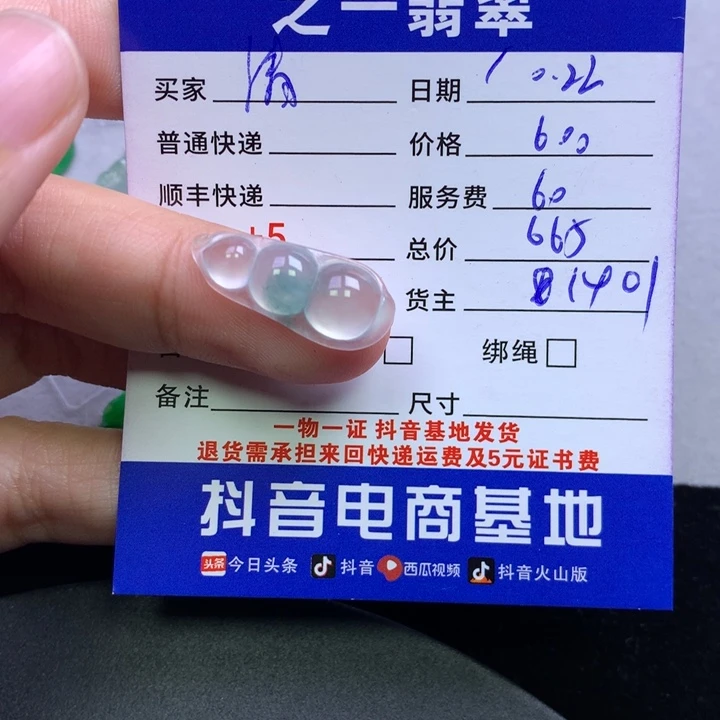 之一翡翠
买家 日期 10.22
普通快递 价格 600
顺丰快递 服务费 60
+5 总价 665
货主 1401
绑绳
备注 尺寸
一物一证 抖音基地发货
退货需承担来回快递运费及5元证书费
抖音电商基地
头条 今日头条 抖音 西瓜视频 抖音火山版